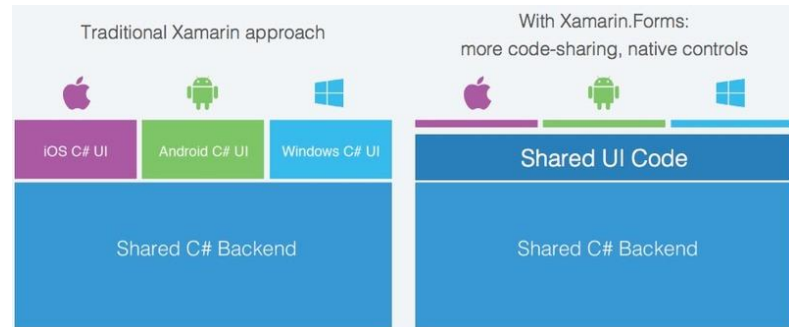 Traditional Xamarin approach
iOS C# UI
Android C# UI
Windows C# UI
Shared C# Backend
With Xamarin.Forms:
more code-sharing, native controls
Shared UI Code
Shared C# Backend